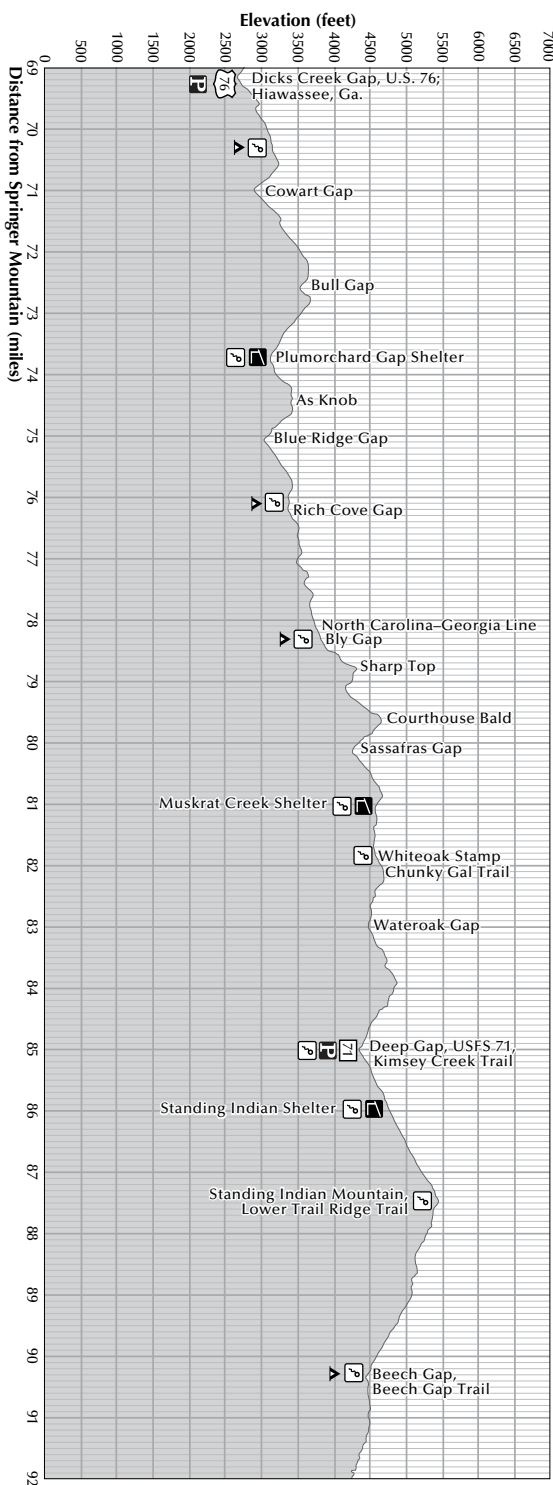 Elevation (feet)
0 500 1000 1500 2000 2500 3000 3500 4000 4500 5000 5500 6000 6500 7000
Distance from Springer Mountain (miles)
69
P
76
Dicks Creek Gap, U.S. 76;
Hiawassee, Ga.
70
71
Cowart Gap
72
Bull Gap
73
Plumorchard Gap Shelter
74
As Knob
75
Blue Ridge Gap
76
Rich Cove Gap
77
78
North Carolina–Georgia Line
Bly Gap
Sharp Top
79
Courthouse Bald
80
Sassafras Gap
81
Muskrat Creek Shelter
82
Whiteoak Stamp
Chunky Gal Trail
83
Wateroak Gap
84
85
P
71
Deep Gap, USFS 71,
Kimsey Creek Trail
86
Standing Indian Shelter
87
Standing Indian Mountain,
Lower Trail Ridge Trail
88
89
90
Beech Gap,
Beech Gap Trail
91
92